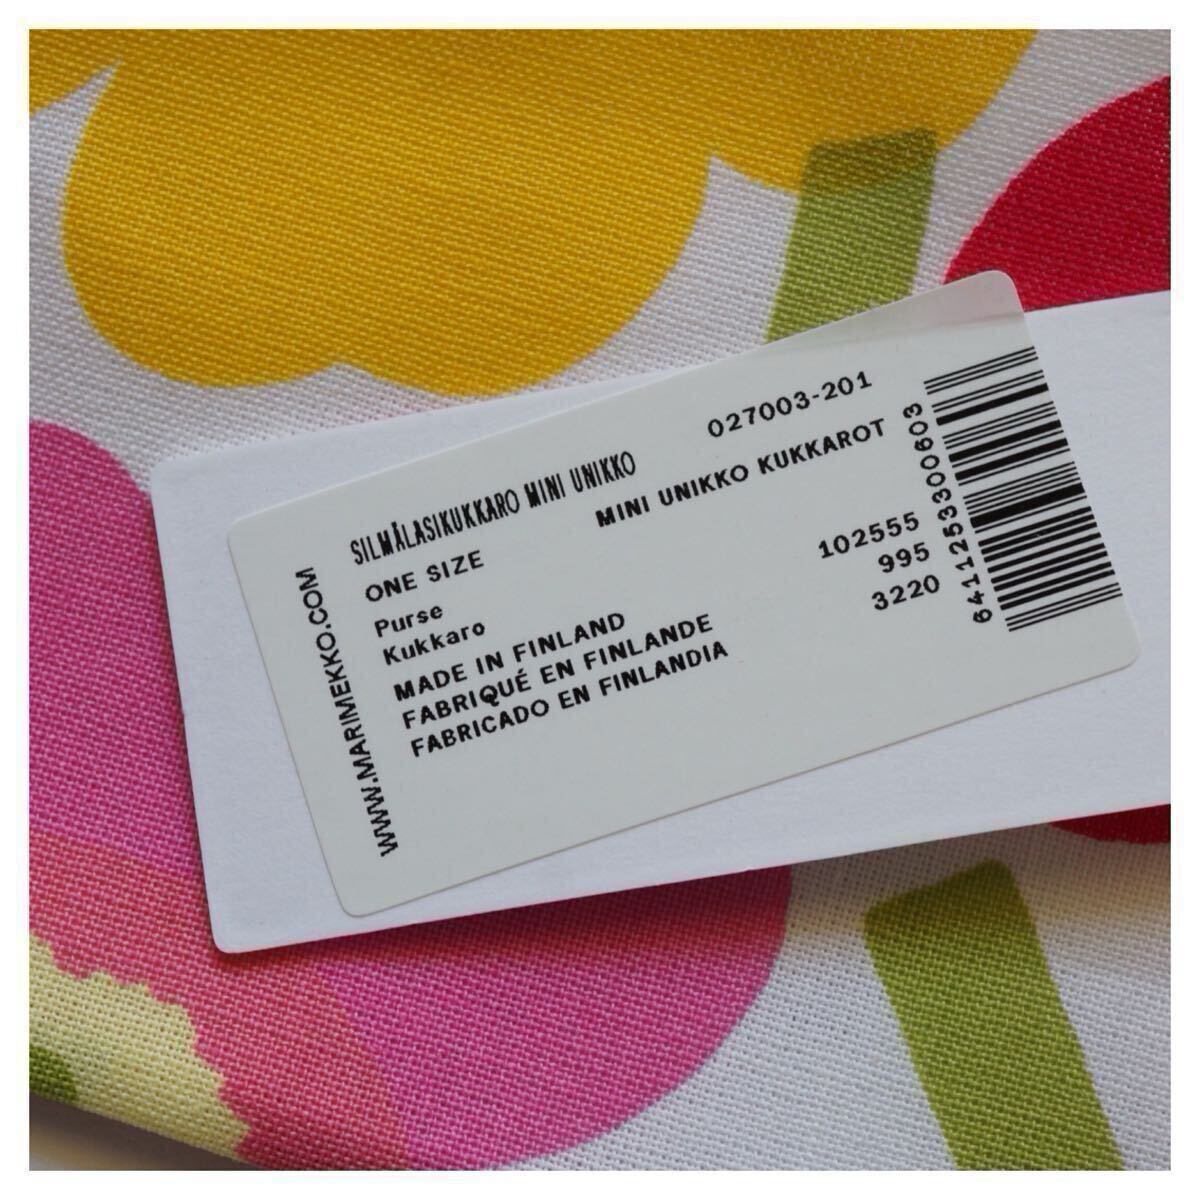 WWW.MARIMEKKO.COM
SILMÄLASIKUKKARO MINI UNIKKO 027003-201
ONE SIZE MINI UNIKKO KUKKAROT
Purse 102555
Kukkaro 995
MADE IN FINLAND 3220
FABRIQUÉ EN FINLANDE
FABRICADO EN FINLANDIA
6411253300603